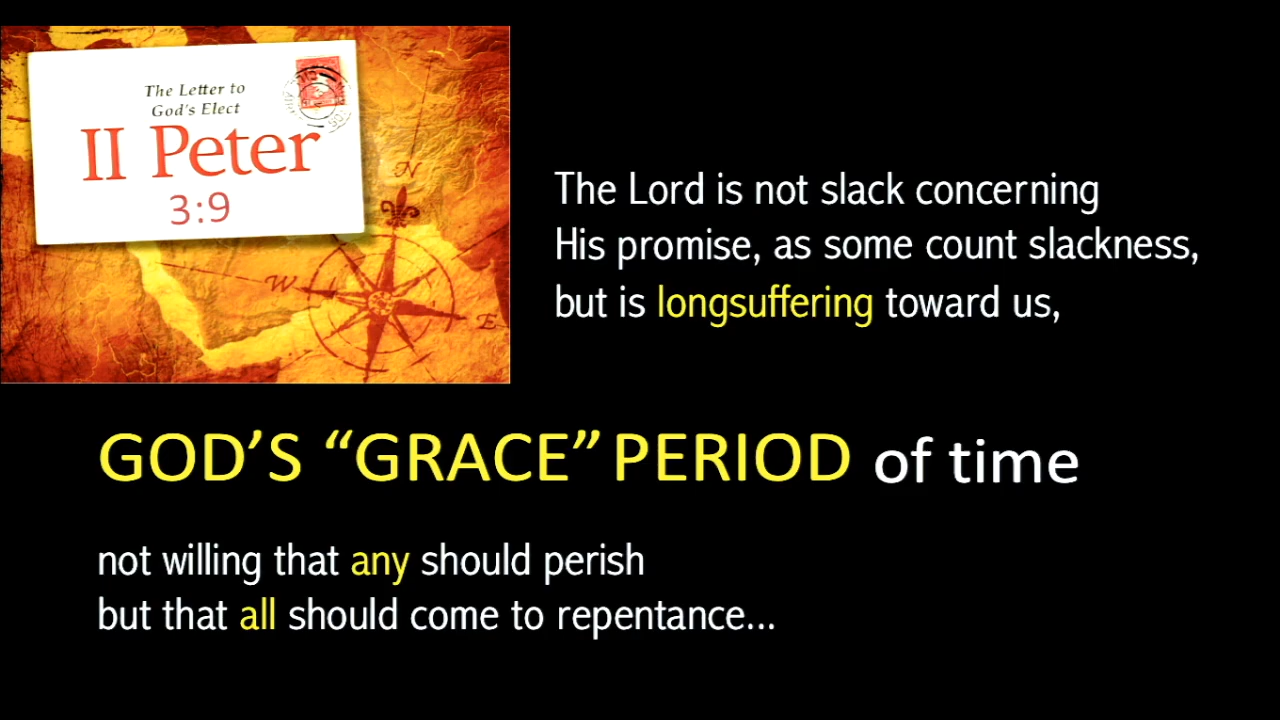 The Letter to
God's Elect
II Peter
3:9
N
W
E
The Lord is not slack concerning
His promise, as some count slackness,
but is longsuffering toward us,
GOD'S “GRACE” PERIOD of time
not willing that any should perish
but that all should come to repentance...